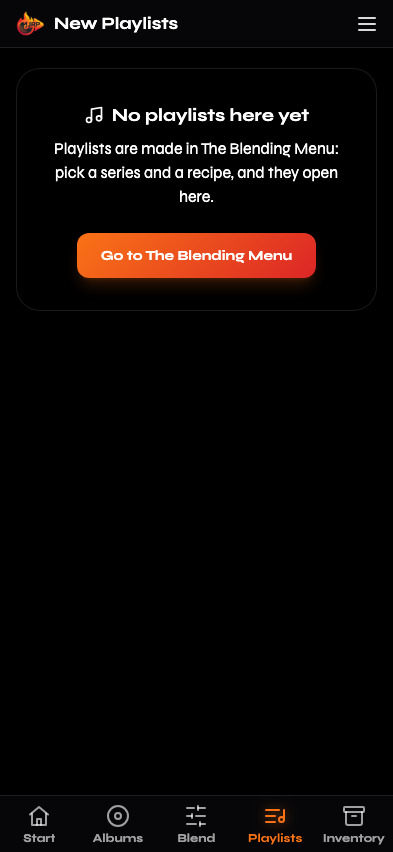 New Playlists
No playlists here yet
Playlists are made in The Blending Menu:
pick a series and a recipe, and they open
here.
Go to The Blending Menu
Start
Albums
Blend
Playlists
Inventory